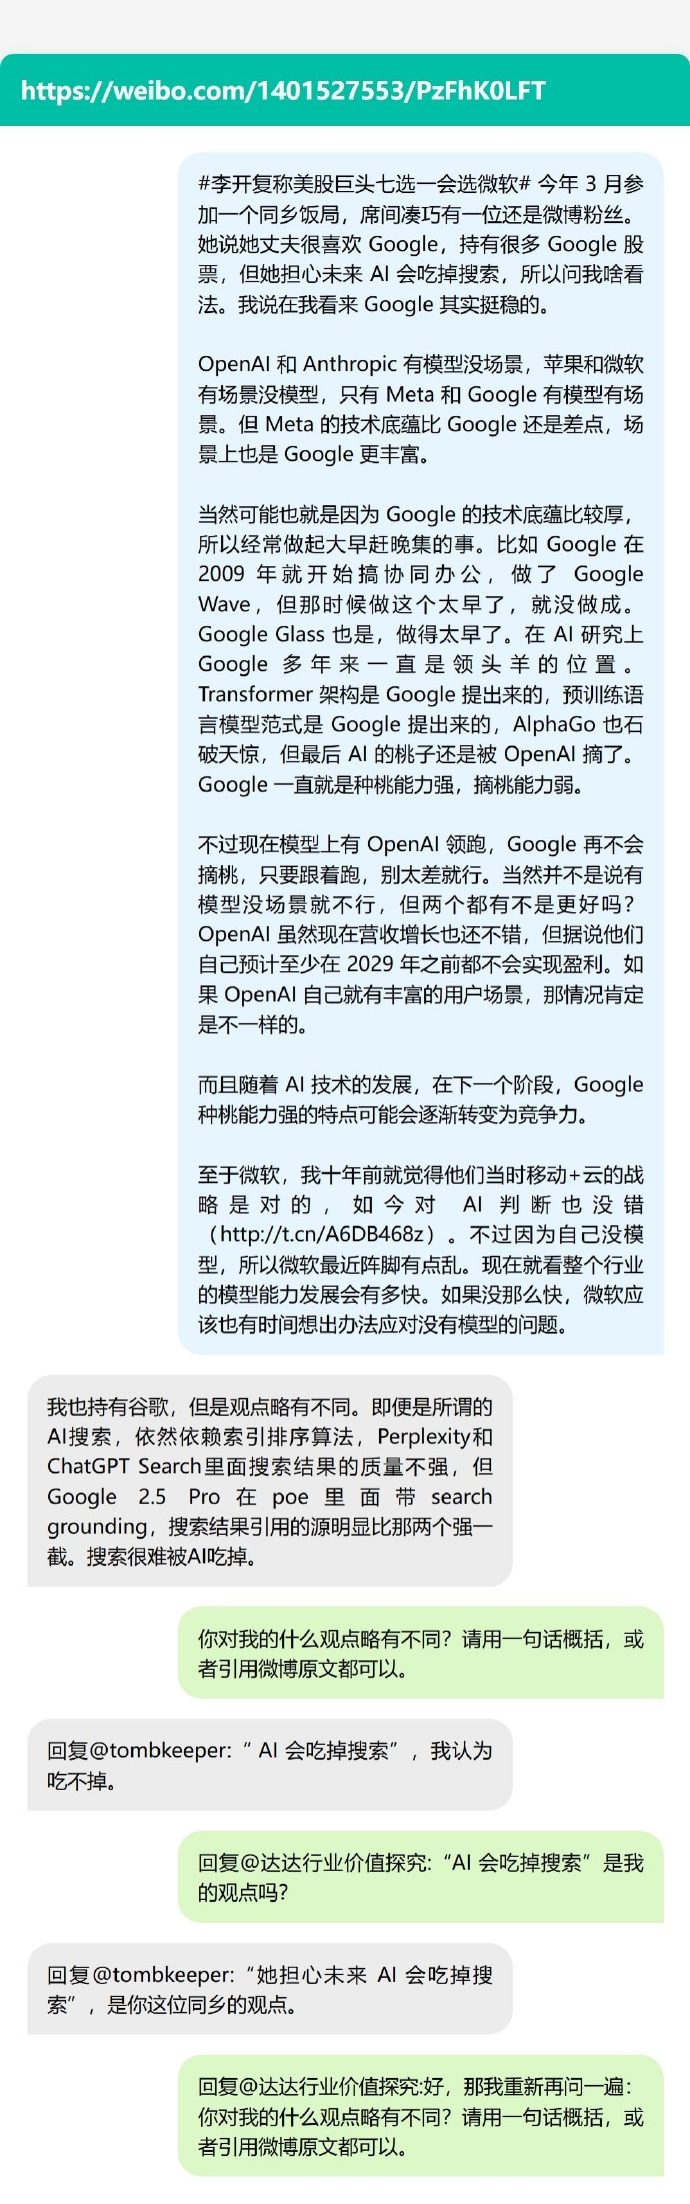 https://weibo.com/1401527553/PzFhK0LFT
#李开复称美股巨头七选一会选微软# 今年 3 月参
加一个同乡饭局，席间凑巧有一位还是微博粉丝。
她说她丈夫很喜欢 Google，持有很多 Google 股
票，但她担心未来 AI 会吃掉搜索，所以问我啥看
法。我说在我看来 Google 其实挺稳的。
OpenAI 和 Anthropic 有模型没场景，苹果和微软
有场景没模型，只有 Meta 和 Google 有模型有场
景。但 Meta 的技术底蕴比 Google 还是差点，场
景上也是 Google 更丰富。
当然可能也就是因为 Google 的技术底蕴比较厚，
所以经常做起大早赶晚集的事。比如 Google 在
2009 年就开始搞协同办公，做了 Google
Wave，但那时候做这个太早了，就没做成。
Google Glass 也是，做得太早了。在 AI 研究上
Google 多年来一直是领头羊的位置。
Transformer 架构是 Google 提出来的，预训练语
言模型范式是 Google 提出来的，AlphaGo 也石
破天惊，但最后 AI 的桃子还是被 OpenAI 摘了。
Google 一直就是种桃能力强，摘桃能力弱。
不过现在模型上有 OpenAI 领跑，Google 再不会
摘桃，只要跟着跑，别太差就行。当然并不是说有
模型没场景就不行，但两个都有不是更好吗？
OpenAI 虽然现在营收增长也还不错，但据说他们
自己预计至少在 2029 年之前都不会实现盈利。如
果 OpenAI 自己就有丰富的用户场景，那情况肯定
是不一样的。
而且随着 AI 技术的发展，在下一个阶段，Google
种桃能力强的特点可能会逐渐转变为竞争力。
至于微软，我十年前就觉得他们当时移动+云的战
略是对的，如今对 AI 判断也没错
（http://t.cn/A6DB468z）。不过因为自己没模
型，所以微软最近阵脚有点乱。现在就看整个行业
的模型能力发展会有多快。如果没那么快，微软应
该也有时间想出办法应对没有模型的问题。
我也持有谷歌，但是观点略有不同。即便是所谓的
AI搜索，依然依赖索引排序算法，Perplexity和
ChatGPT Search里面搜索结果的质量不强，但
Google 2.5 Pro 在 poe 里面带 search
grounding，搜索结果引用的源明显比那两个强一
截。搜索很难被AI吃掉。
你对我的什么观点略有不同？请用一句话概括，或
者引用微博原文都可以。
回复@tombkeeper:“ AI 会吃掉搜索”，我认为
吃不掉。
回复@达达行业价值探究:“AI 会吃掉搜索”是我
的观点吗？
回复@tombkeeper:“她担心未来 AI 会吃掉搜
索”，是你这位同乡的观点。
回复@达达行业价值探究:好，那我重新再问一遍：
你对我的什么观点略有不同？请用一句话概括，或
者引用微博原文都可以。